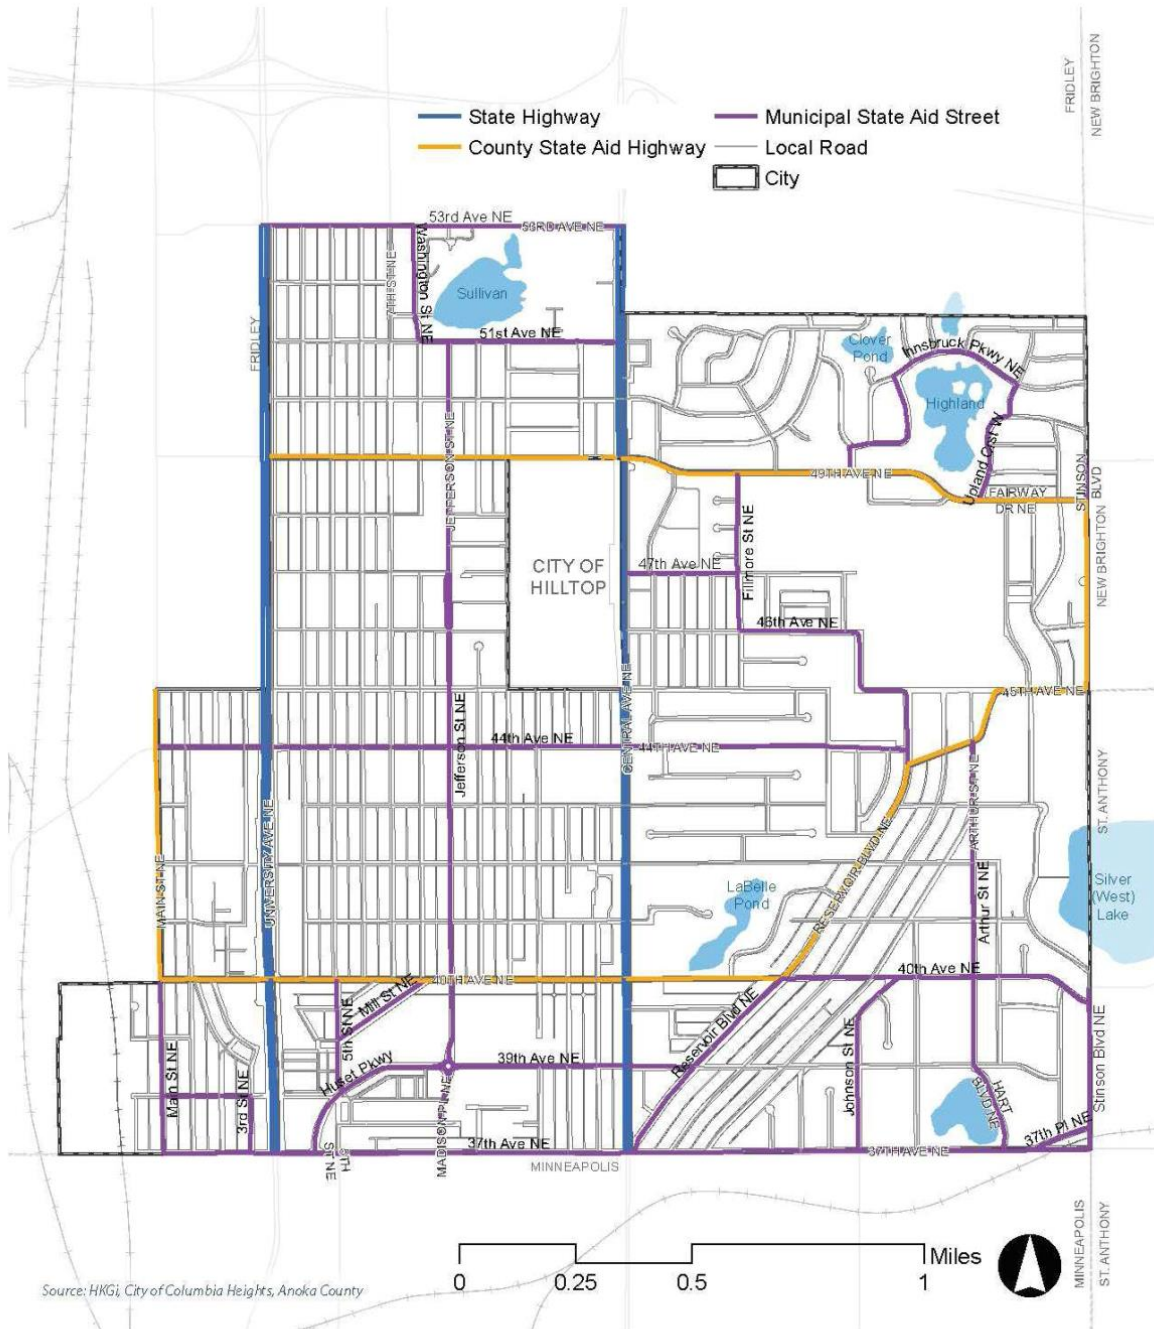 FRIDLEY
NEW BRIGHTON
State Highway
Municipal State Aid Street
County State Aid Highway
Local Road
City
53rd Ave NE
53RD AVE NE
7TH ST NE
Washington St NE
Sullivan
51st Ave NE
FRIDLEY
Clover
Pond
Innsbruck Pkwy NE
Highland
Upland Crst W
JEFFERSON ST NE
49TH AVE NE
FAIRWAY
DR NE
STINSON
BLVD
NEW BRIGHTON
CITY OF
HILLTOP
47th Ave NE
Fillmore St NE
46th Ave NE
45TH AVE NE
CENTRAL AVE NE
44th Ave NE
44TH AVE NE
Jefferson St NE
ARTHUR ST NE
ST. ANTHONY
MAIN ST NE
UNIVERSITY AVE NE
RESERVOIR BLVD NE
LaBelle
Pond
Arthur St NE
Silver
(West)
Lake
40TH AVE NE
40th Ave NE
Mill St NE
5th St NE
Reservoir Blvd NE
Main St NE
3rd St NE
Huset Pkwy
39th Ave NE
Johnson St NE
HART
BLVD NE
Stinson Blvd NE
MADISON PL NE
37th Ave NE
37TH AVE NE
37th Pl NE
5TH
ST NE
MINNEAPOLIS
MINNEAPOLIS
ST. ANTHONY
Miles
0
0.25
0.5
1
Source: HKGi, City of Columbia Heights, Anoka County